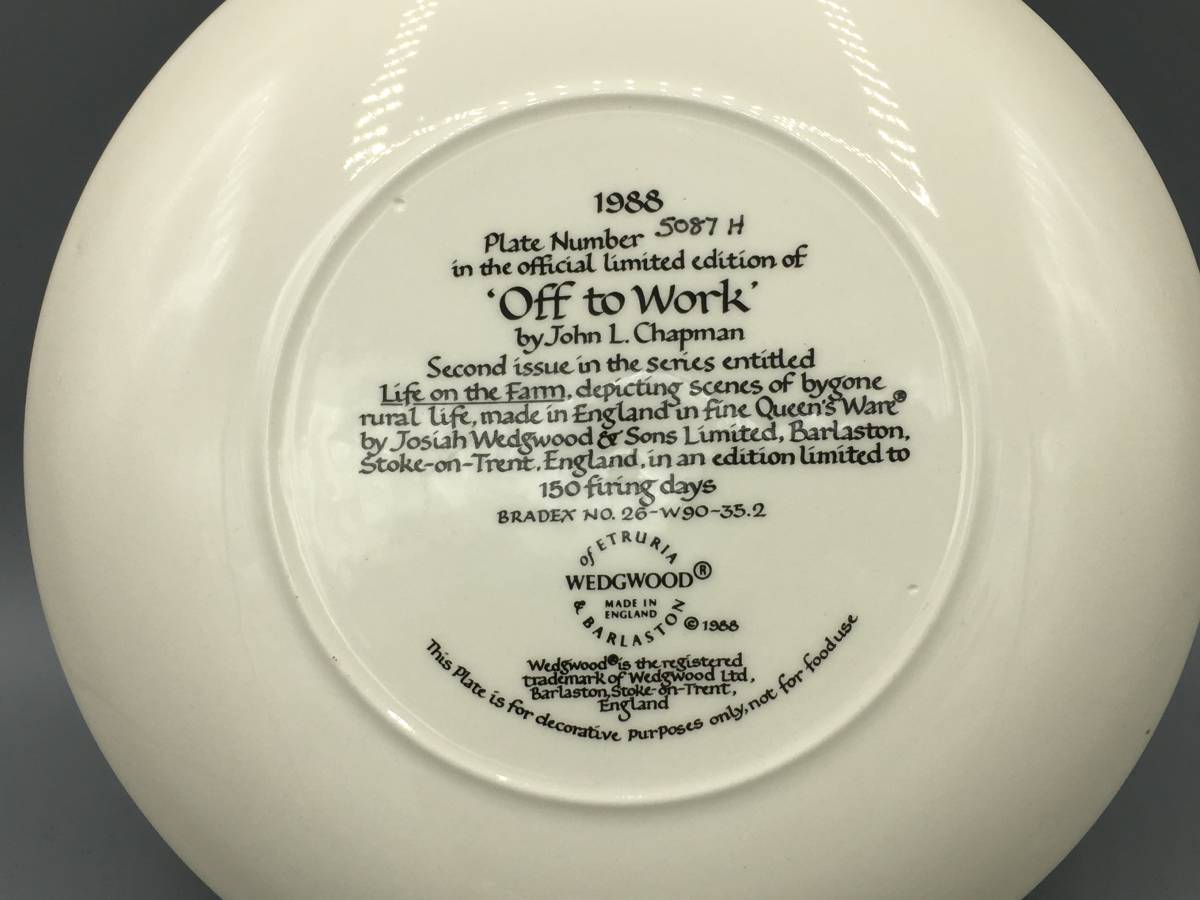 1988
Plate Number 5087 H
in the official limited edition of
'Off to Work'
by John L. Chapman
Second issue in the series entitled
Life on the Farm, depicting scenes of bygone
rural life, made in England in fine Queen's Ware®
by Josiah Wedgwood & Sons Limited, Barlaston,
Stoke-on-Trent, England, in an edition limited to
150 firing days
BRADEX NO. 26-W90-35.2
of ETRURIA
WEDGWOOD®
MADE IN
ENGLAND
& BARLASTON
© 1988
Wedgwood® is the registered
trademark of Wedgwood Ltd,
Barlaston, Stoke-on-Trent,
England
This Plate is for decorative purposes only, not for food use